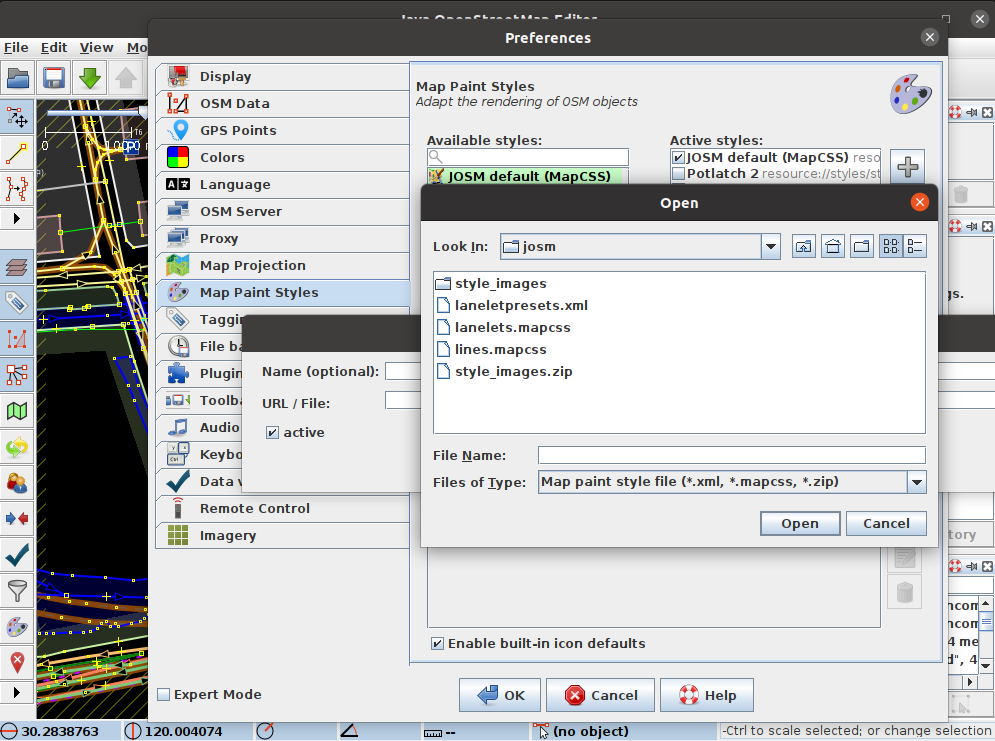 Java OpenStreetMap Editor
Preferences
File Edit View Mo
Display
OSM Data
GPS Points
Colors
Language
OSM Server
Proxy
Map Projection
Map Paint Styles
Taggin
File ba
Plugin
Toolba
Audio
Keybo
Data v
Remote Control
Imagery
Expert Mode
Map Paint Styles
Adapt the rendering of OSM objects
Available styles:
JOSM default (MapCSS)
Active styles:
JOSM default (MapCSS) reso
Potlatch 2 resource://styles/st
Name (optional):
URL / File:
active
Open
Look In: josm
style_images
laneletpresets.xml
lanelets.mapcss
lines.mapcss
style_images.zip
File Name:
Files of Type: Map paint style file (*.xml, *.mapcss, *.zip)
Open Cancel
Enable built-in icon defaults
OK Cancel Help
gs.
tory
ncom
ncom
4 me
d", 4
0
16
30.2838763
120.004074
--
(no object)
-Ctrl to scale selected; or change selection